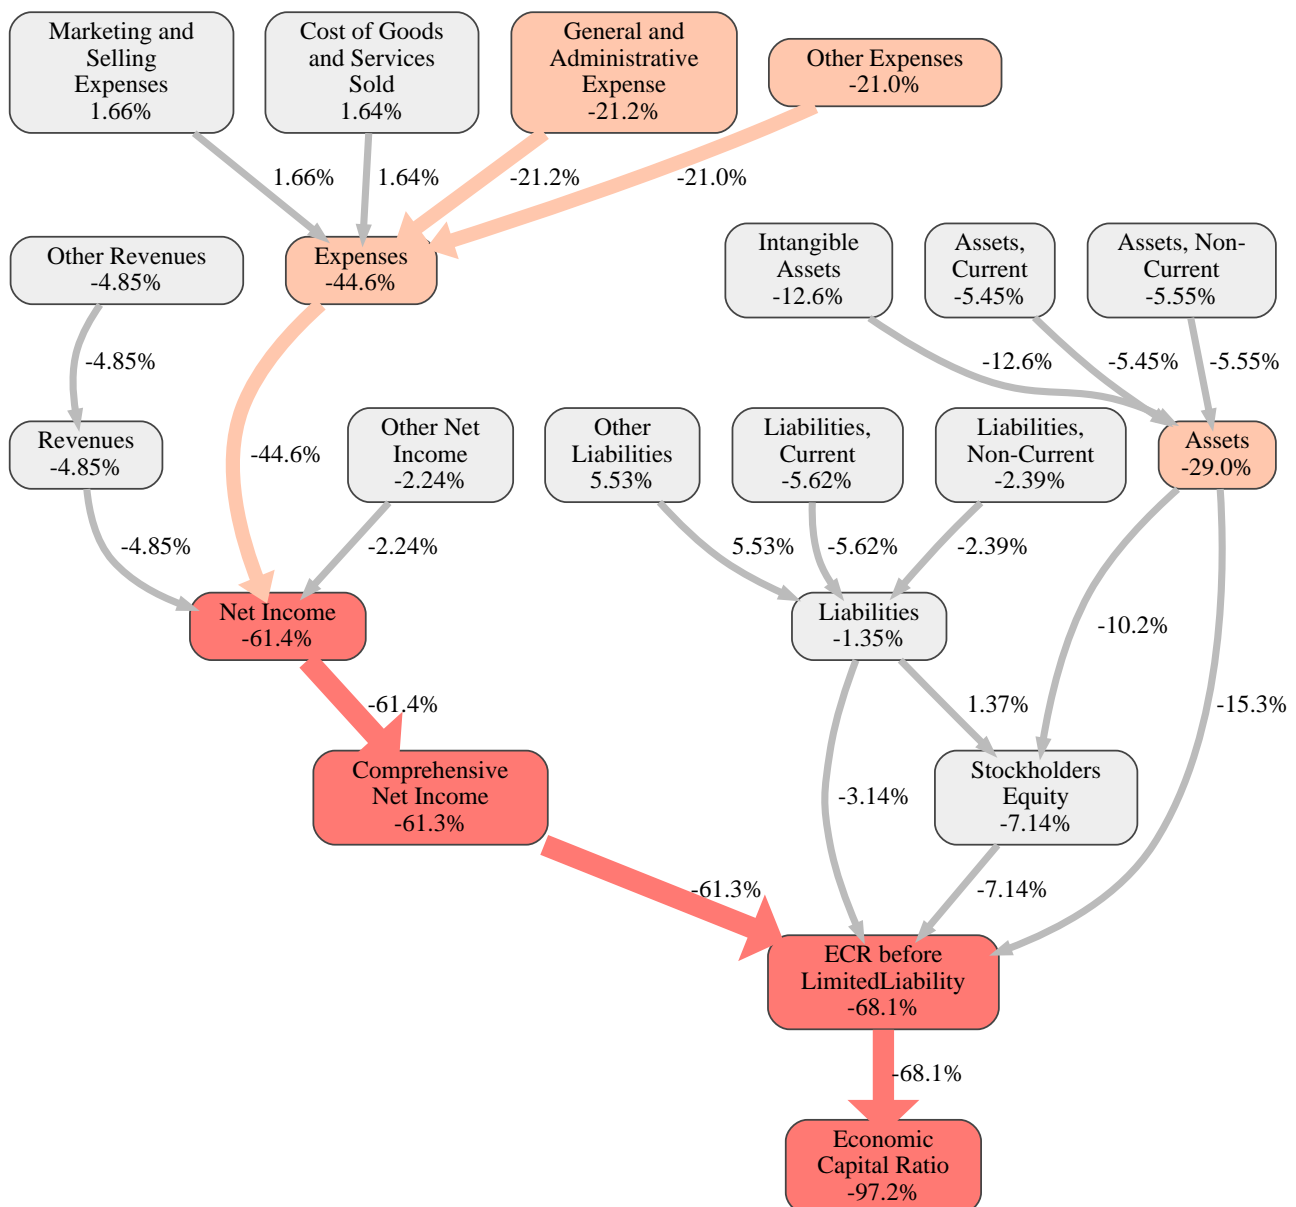 Marketing and
Selling
Expenses
1.66%
Cost of Goods
and Services
Sold
1.64%
General and
Administrative
Expense
-21.2%
Other Expenses
-21.0%
1.66%
1.64%
-21.2%
-21.0%
Other Revenues
-4.85%
Expenses
-44.6%
Intangible
Assets
-12.6%
Assets,
Current
-5.45%
Assets, Non-
Current
-5.55%
-4.85%
-12.6%
-5.45%
-5.55%
Revenues
-4.85%
-44.6%
Other Net
Income
-2.24%
Other
Liabilities
5.53%
Liabilities,
Current
-5.62%
Liabilities,
Non-Current
-2.39%
Assets
-29.0%
-4.85%
-2.24%
5.53%
-5.62%
-2.39%
Net Income
-61.4%
Liabilities
-1.35%
-10.2%
-61.4%
1.37%
-15.3%
Comprehensive
Net Income
-61.3%
-3.14%
Stockholders
Equity
-7.14%
-61.3%
-7.14%
ECR before
LimitedLiability
-68.1%
-68.1%
Economic
Capital Ratio
-97.2%